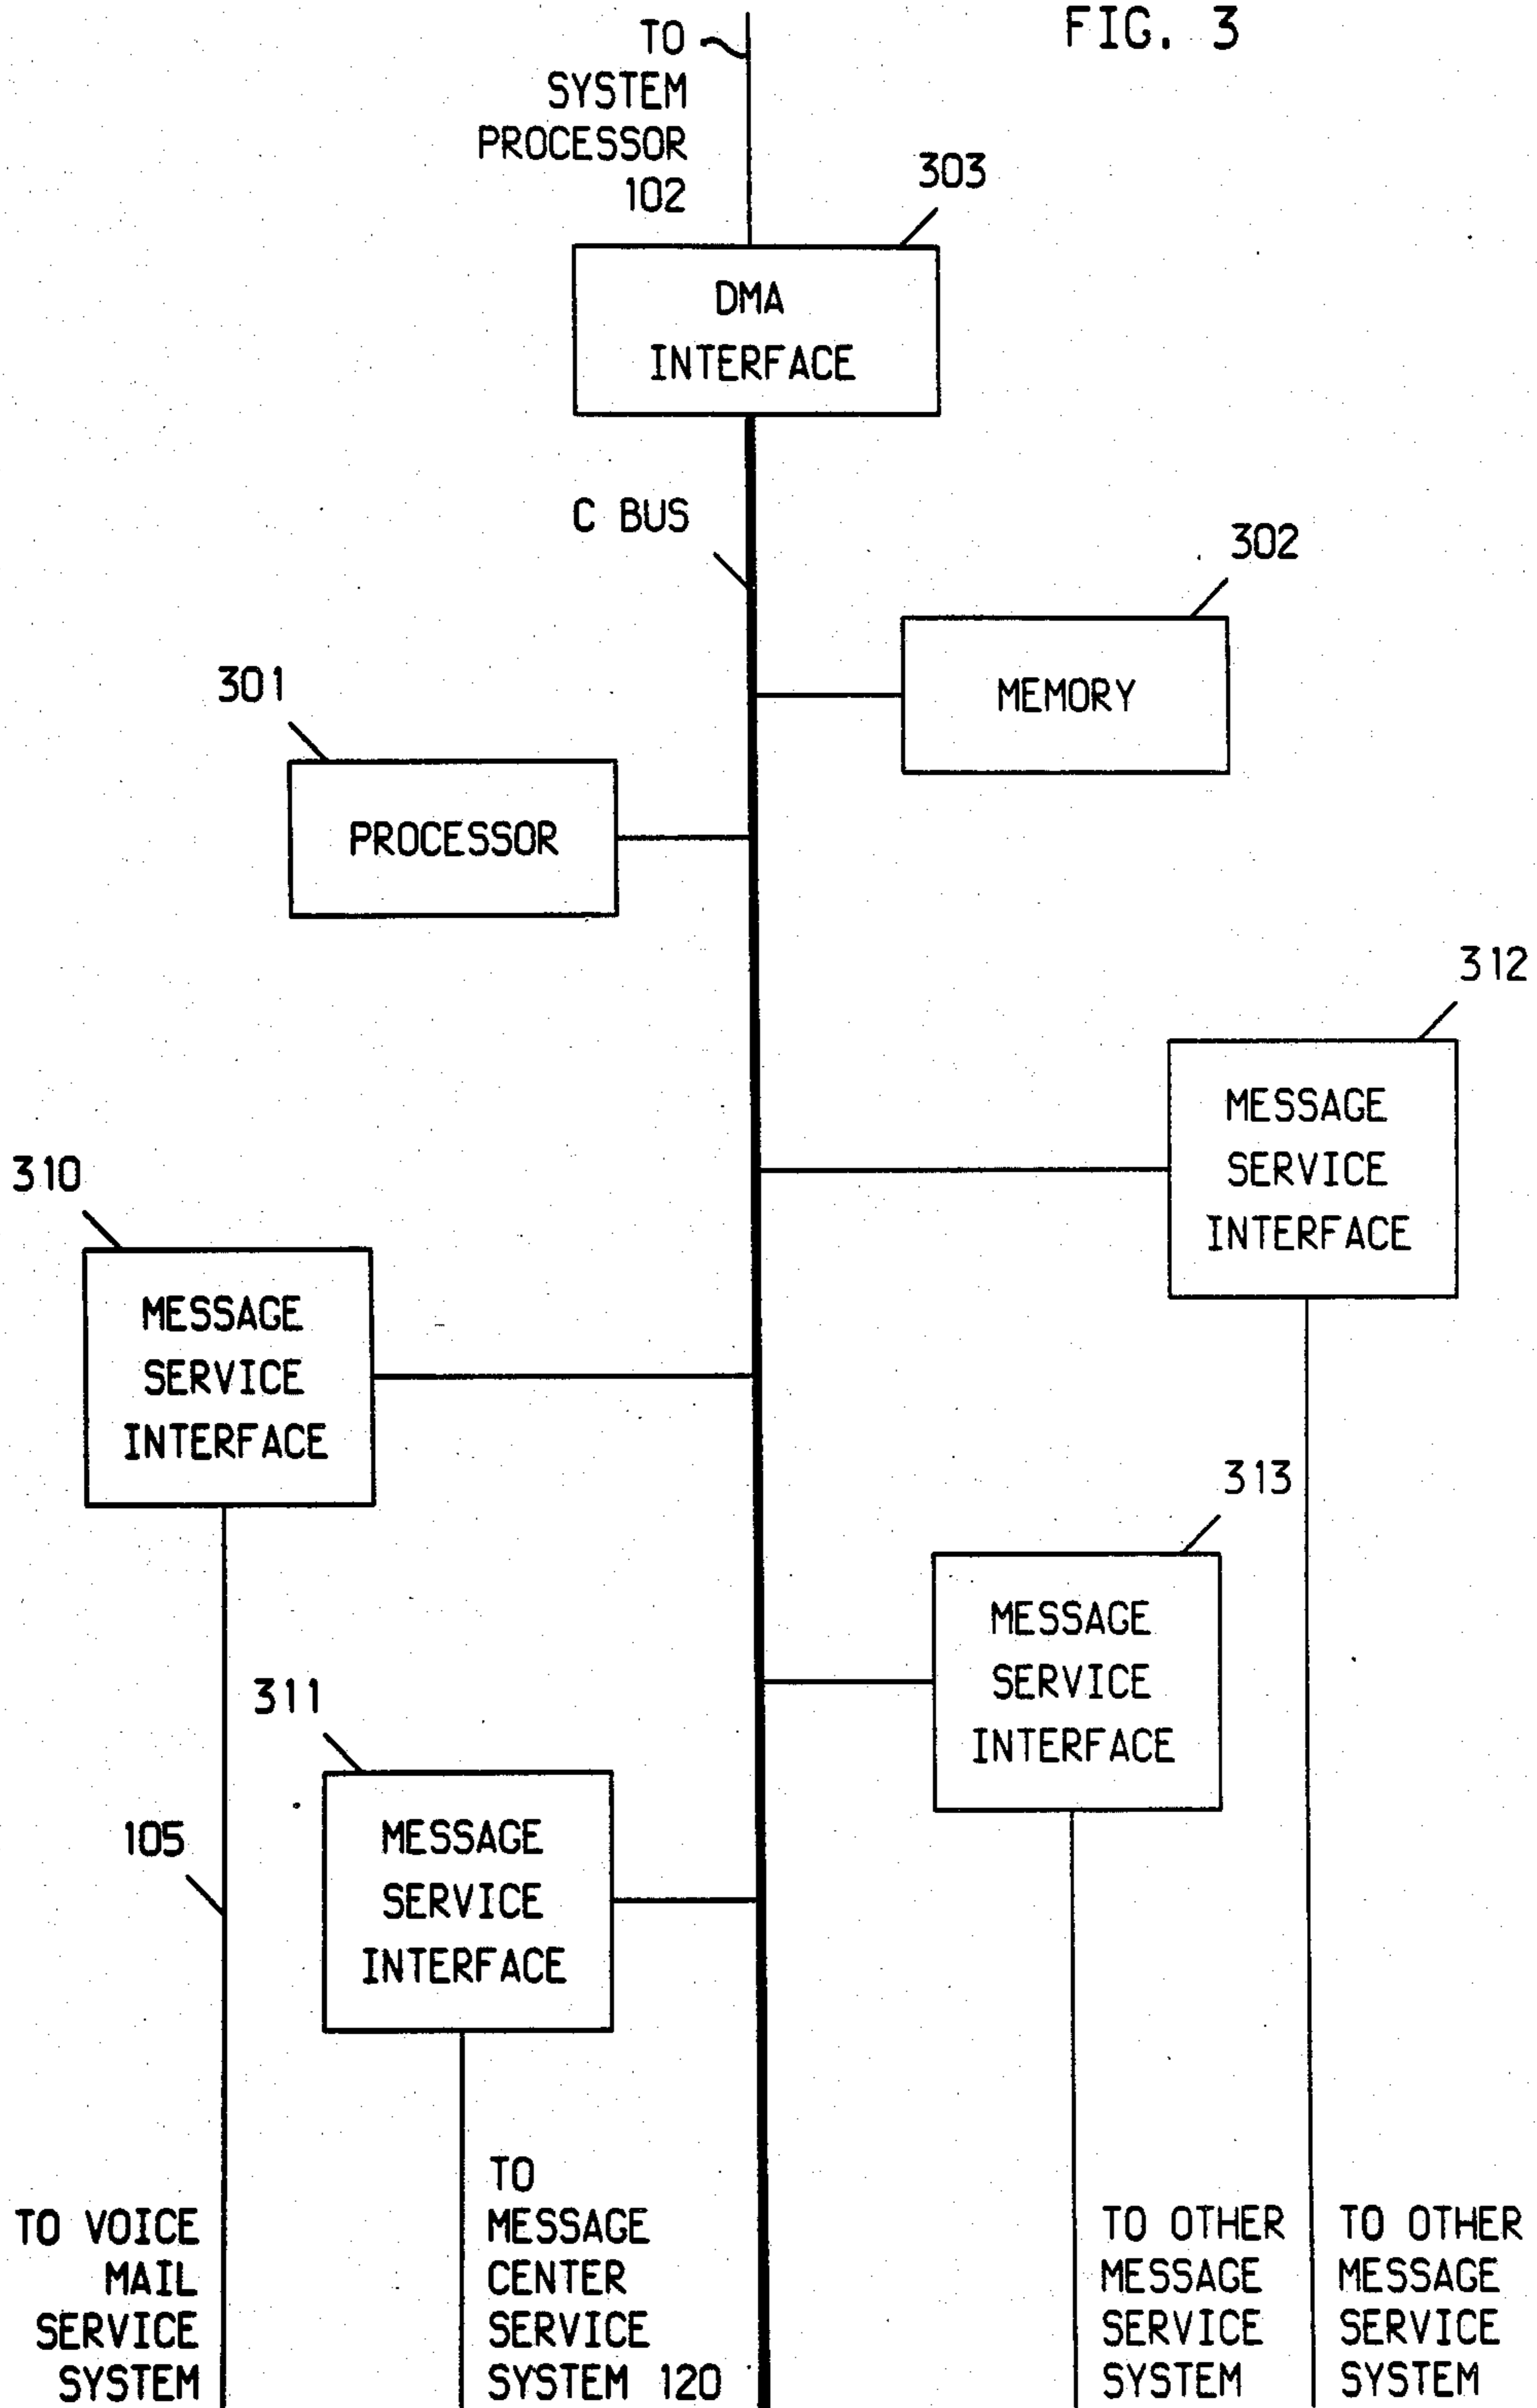 FIG. 3
TO
SYSTEM
PROCESSOR
102
303
DMA
INTERFACE
C BUS
302
MEMORY
301
PROCESSOR
312
MESSAGE
SERVICE
INTERFACE
310
MESSAGE
SERVICE
INTERFACE
313
MESSAGE
SERVICE
INTERFACE
311
MESSAGE
SERVICE
INTERFACE
105
TO VOICE
MAIL
SERVICE
SYSTEM
TO
MESSAGE
CENTER
SERVICE
SYSTEM 120
TO OTHER
MESSAGE
SERVICE
SYSTEM
TO OTHER
MESSAGE
SERVICE
SYSTEM